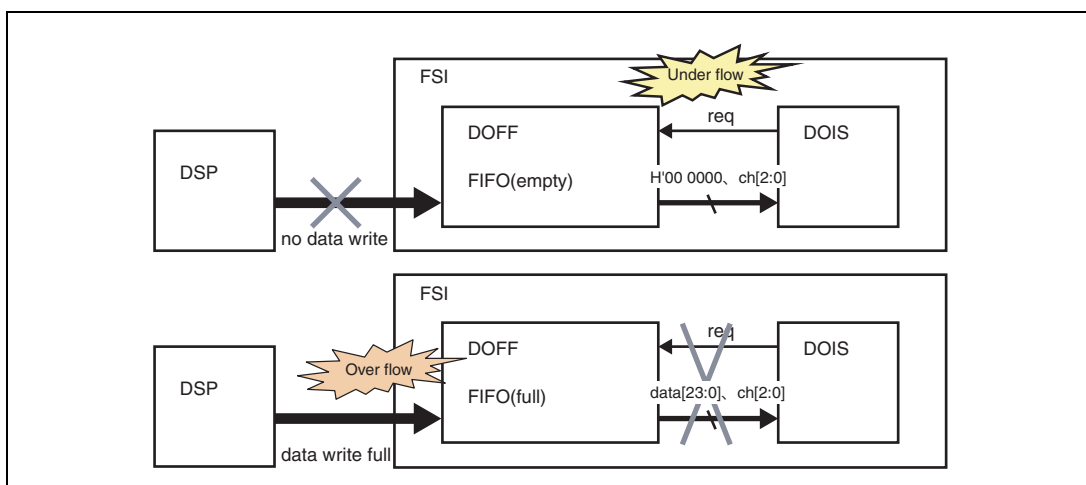 FSI
Under flow
DSP
DOFF
req
DOIS
FIFO(empty)
H'00 0000、ch[2:0]
no data write
FSI
Over flow
DSP
DOFF
req
DOIS
FIFO(full)
data[23:0]、ch[2:0]
data write full